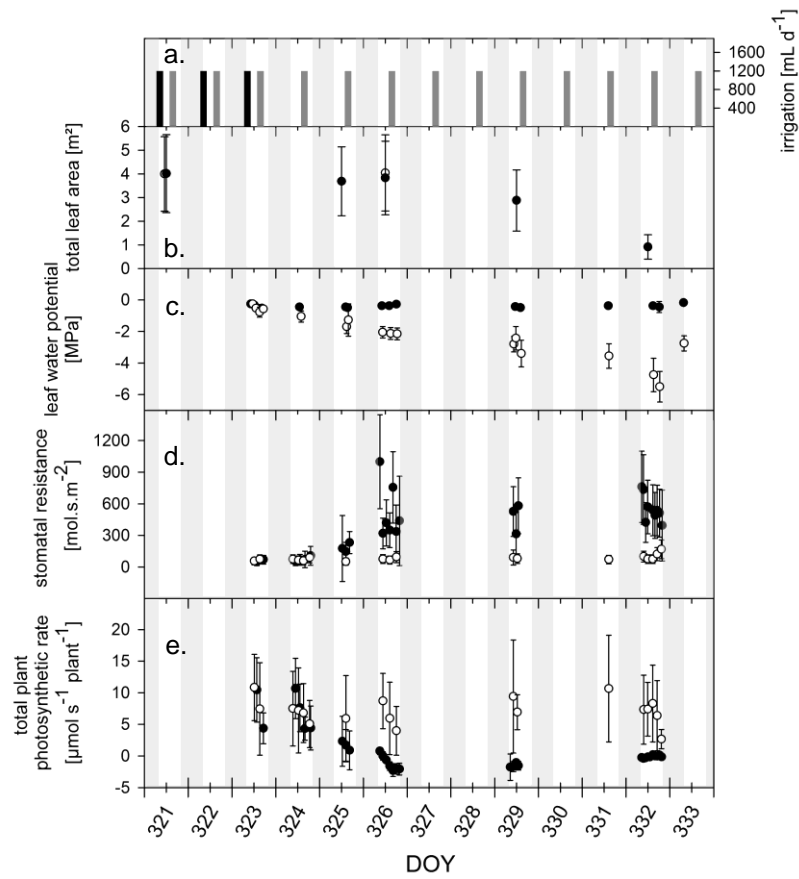 a.
1600
1200
800
400
irrigation [mL d⁻¹]
6
5
4
3
2
1
0
total leaf area [m²]
b.
0
-2
-4
-6
leaf water potential
[MPa]
c.
1200
900
600
300
0
stomatal resistance
[mol.s.m⁻²]
d.
20
15
10
5
0
-5
total plant
photosynthetic rate
[µmol s⁻¹ plant⁻¹]
e.
321 322 323 324 325 326 327 328 329 330 331 332 333
DOY